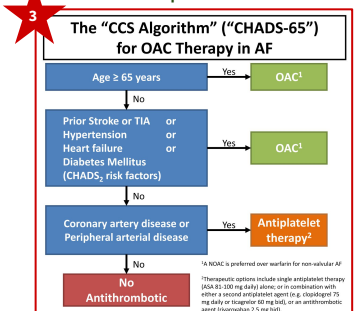 3
The “CCS Algorithm” (“CHADS-65”)
for OAC Therapy in AF
Age ≥ 65 years
Yes
OAC1
No
Prior Stroke or TIA or
Hypertension or
Heart failure or
Diabetes Mellitus
(CHADS2 risk factors)
Yes
OAC1
No
Coronary artery disease or
Peripheral arterial disease
Yes
Antiplatelet
therapy2
No
No
Antithrombotic
1A NOAC is preferred over warfarin for non-valvular AF
2Therapeutic options include single antiplatelet therapy
(ASA 81-100 mg daily) alone; or in combination with
either a second antiplatelet agent (e.g. clopidogrel 75
mg daily or ticagrelor 60 mg bid), or an antithrombotic
agent (rivaroxaban 2.5 mg bid)